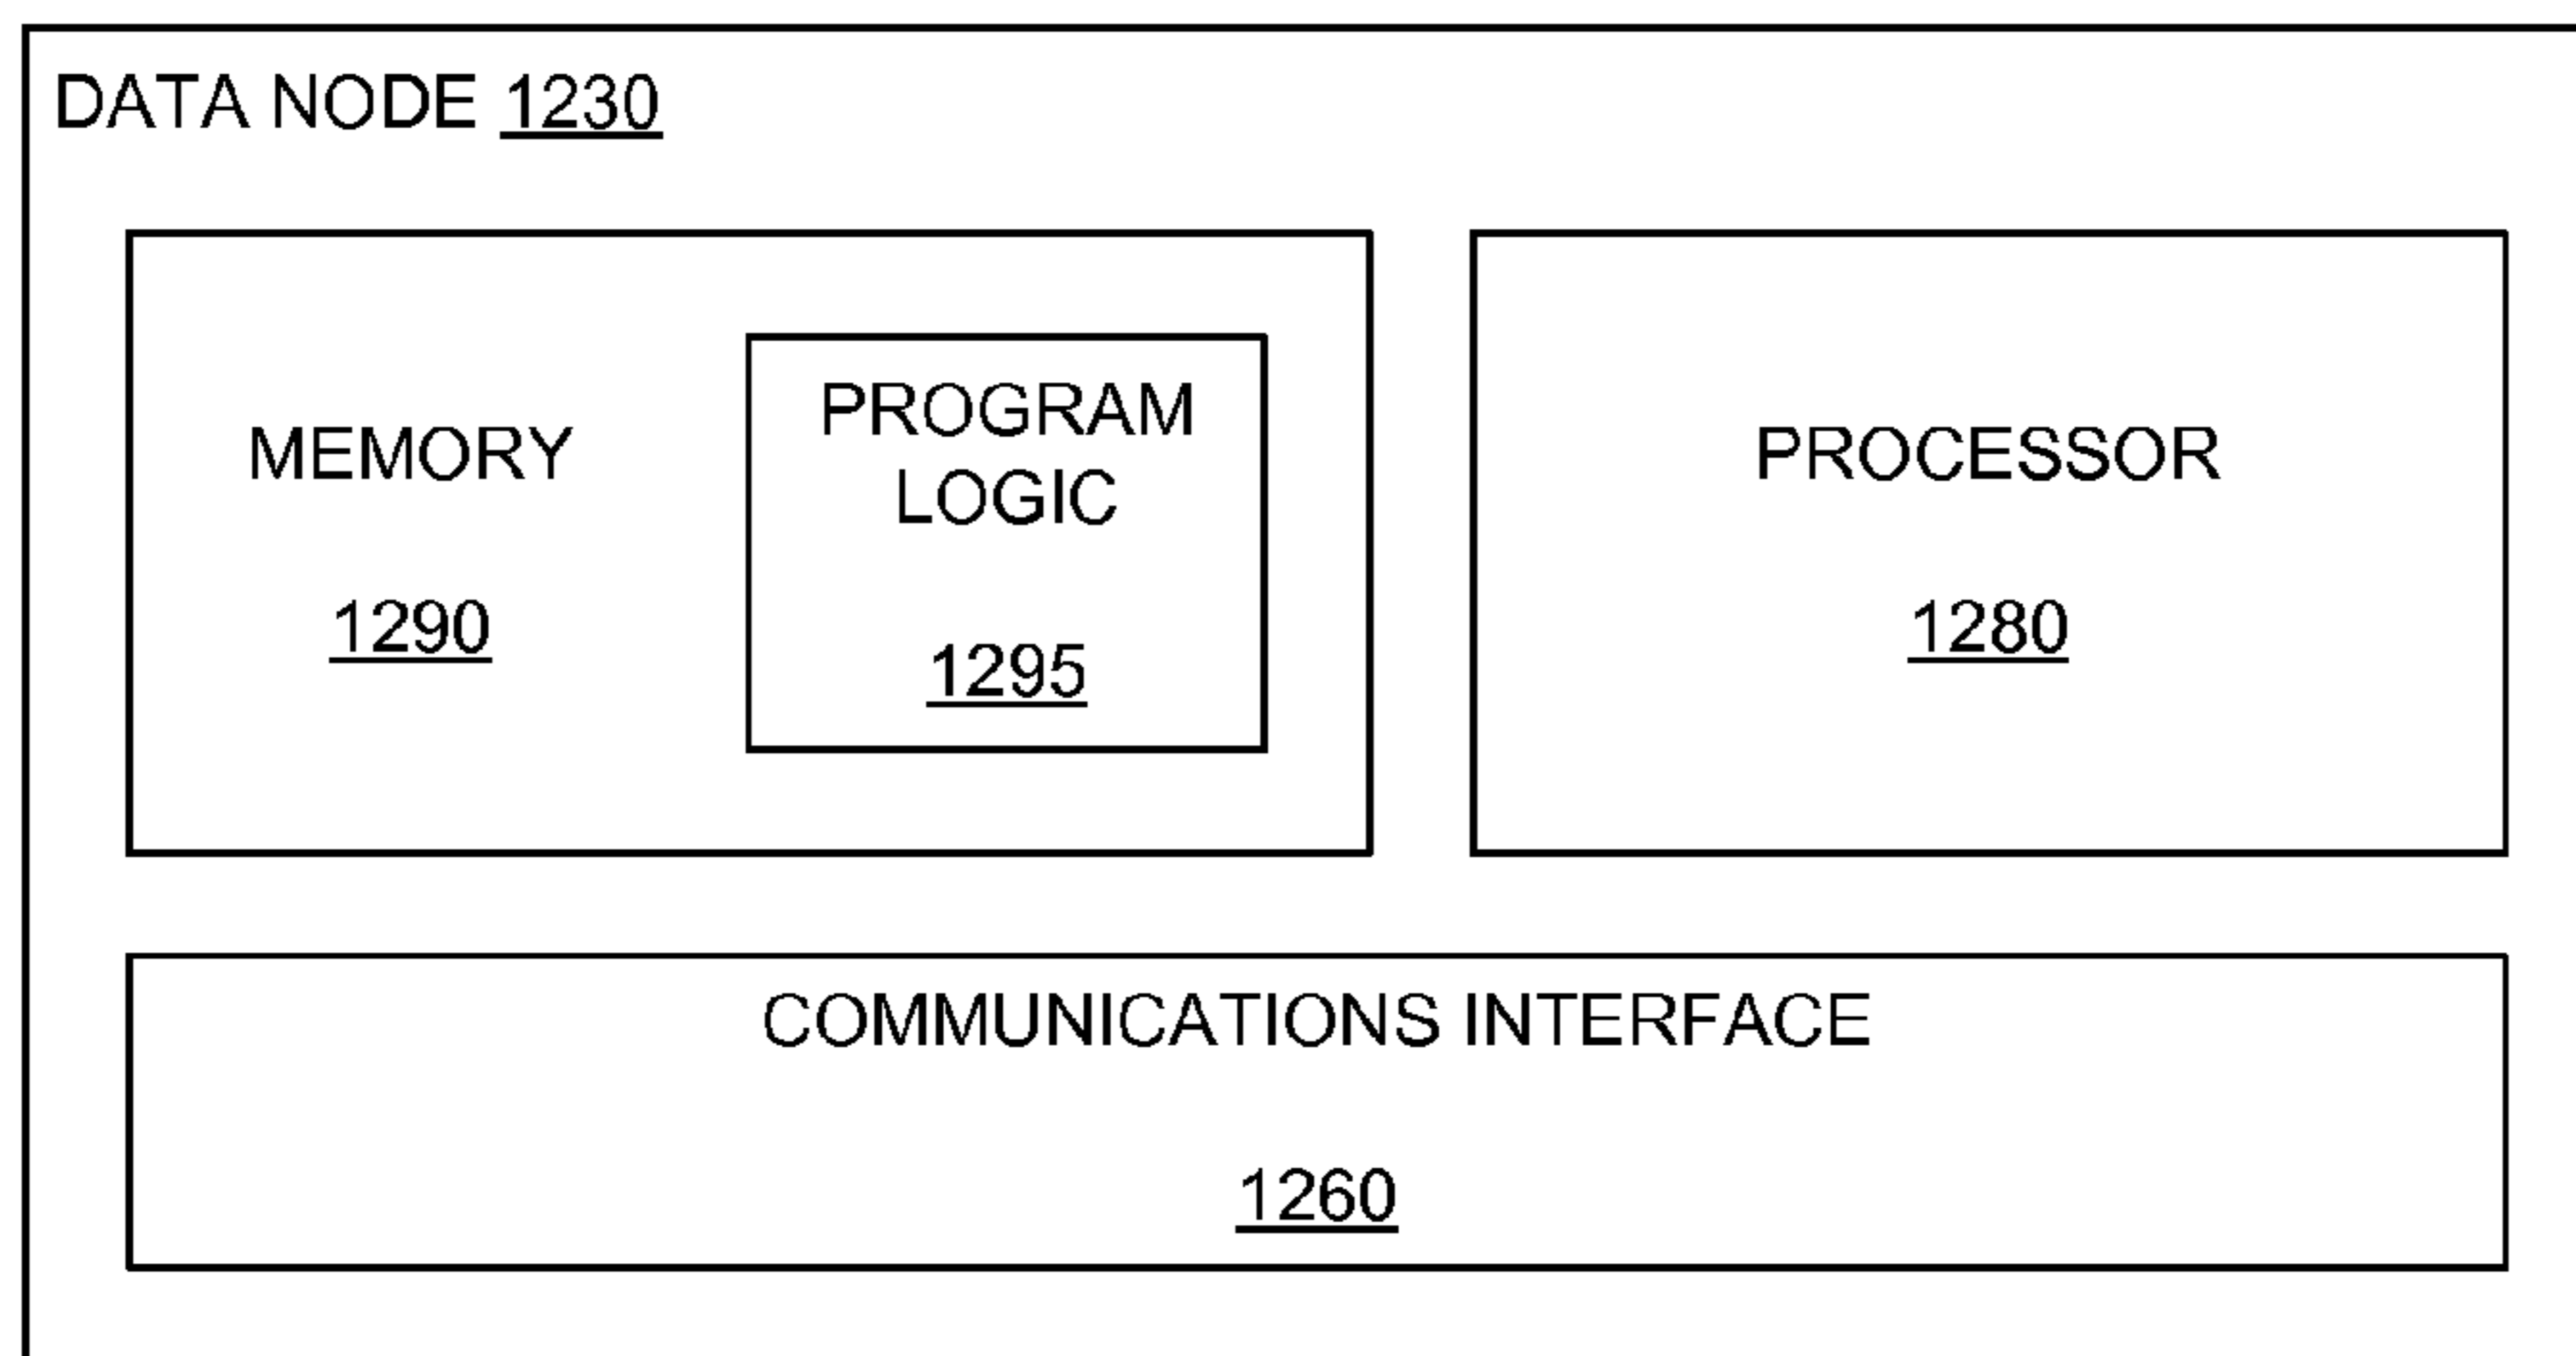 DATA NODE 1230
MEMORY
1290
PROGRAM
LOGIC
1295
PROCESSOR
1280
COMMUNICATIONS INTERFACE
1260